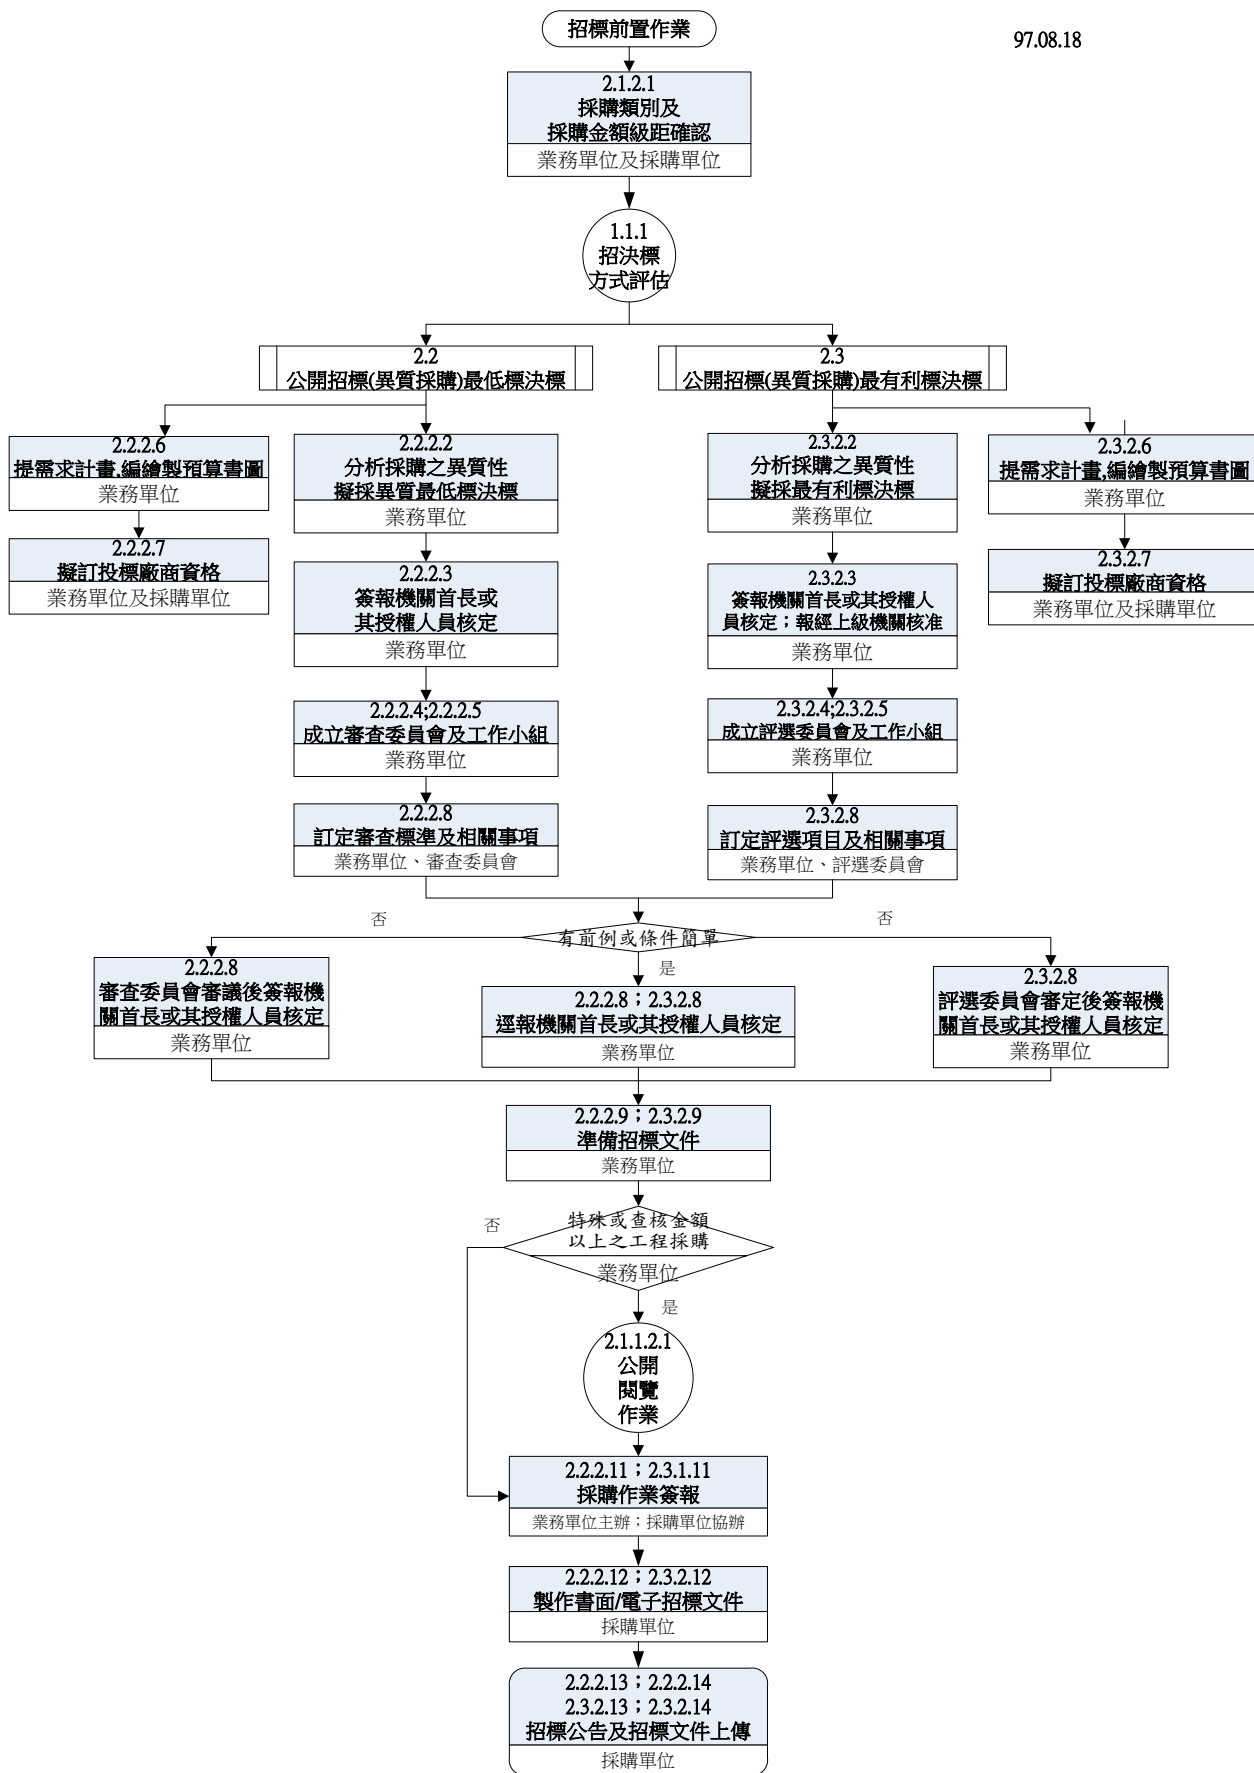 招標前置作業
97.08.18
2.1.2.1
採購類別及
採購金額級距確認
業務單位及採購單位
1.1.1
招決標
方式評估
2.2
公開招標(異質採購)最低標決標
2.3
公開招標(異質採購)最有利標決標
2.2.2.6
提需求計畫,編繪製預算書圖
業務單位
2.2.2.2
分析採購之異質性
擬採異質最低標決標
業務單位
2.3.2.2
分析採購之異質性
擬採最有利標決標
業務單位
2.3.2.6
提需求計畫,編繪製預算書圖
業務單位
2.2.2.7
擬訂投標廠商資格
業務單位及採購單位
2.2.2.3
簽報機關首長或
其授權人員核定
業務單位
2.3.2.3
簽報機關首長或其授權人
員核定；報經上級機關核准
業務單位
2.3.2.7
擬訂投標廠商資格
業務單位及採購單位
2.2.2.4;2.2.2.5
成立審查委員會及工作小組
業務單位
2.3.2.4;2.3.2.5
成立評選委員會及工作小組
業務單位
2.2.2.8
訂定審查標準及相關事項
業務單位、審查委員會
2.3.2.8
訂定評選項目及相關事項
業務單位、評選委員會
否
有前例或條件簡單
否
是
2.2.2.8
審查委員會審議後簽報機
關首長或其授權人員核定
業務單位
2.2.2.8；2.3.2.8
逕報機關首長或其授權人員核定
業務單位
2.3.2.8
評選委員會審定後簽報機
關首長或其授權人員核定
業務單位
2.2.2.9；2.3.2.9
準備招標文件
業務單位
否
特殊或查核金額
以上之工程採購
業務單位
是
2.1.1.2.1
公開
閱覽
作業
2.2.2.11；2.3.1.11
採購作業簽報
業務單位主辦；採購單位協辦
2.2.2.12；2.3.2.12
製作書面/電子招標文件
採購單位
2.2.2.13；2.2.2.14
2.3.2.13；2.3.2.14
招標公告及招標文件上傳
採購單位